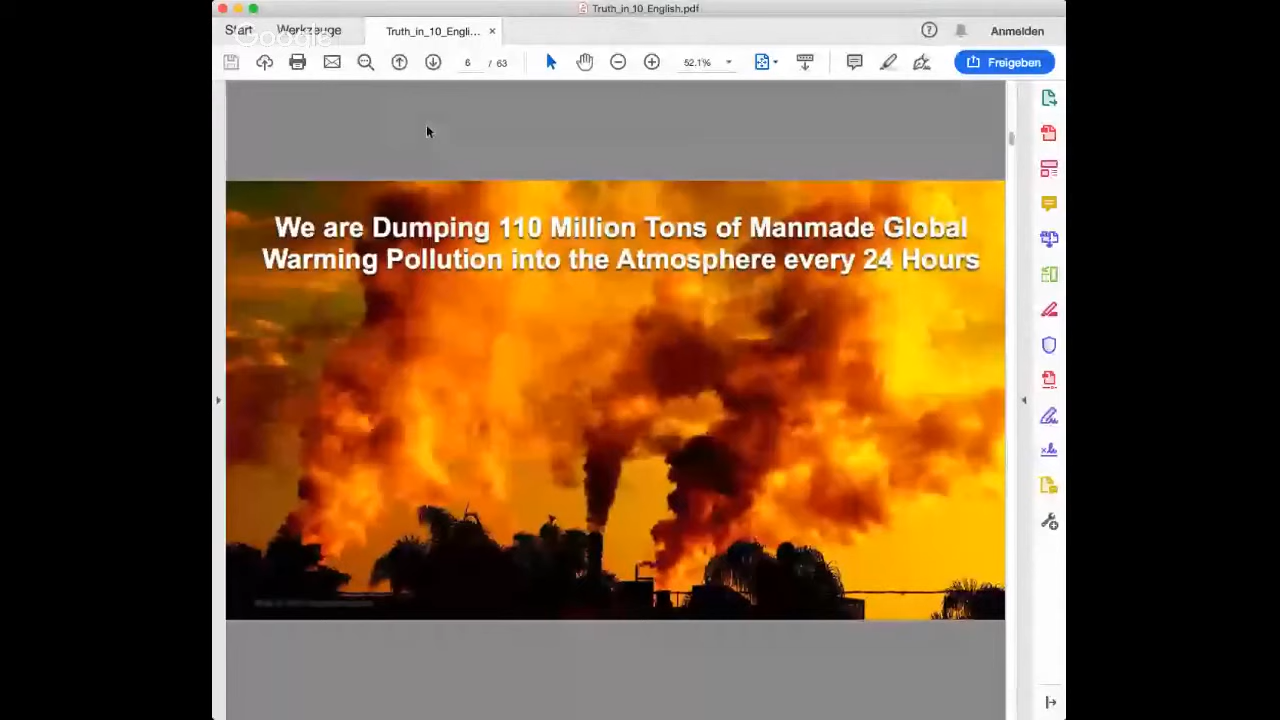 Truth_in_10_English.pdf
Start
Werkzeuge
Truth_in_10_Engli...
Anmelden
Google
6 / 63
52.1%
Freigeben
We are Dumping 110 Million Tons of Manmade Global
Warming Pollution into the Atmosphere every 24 Hours